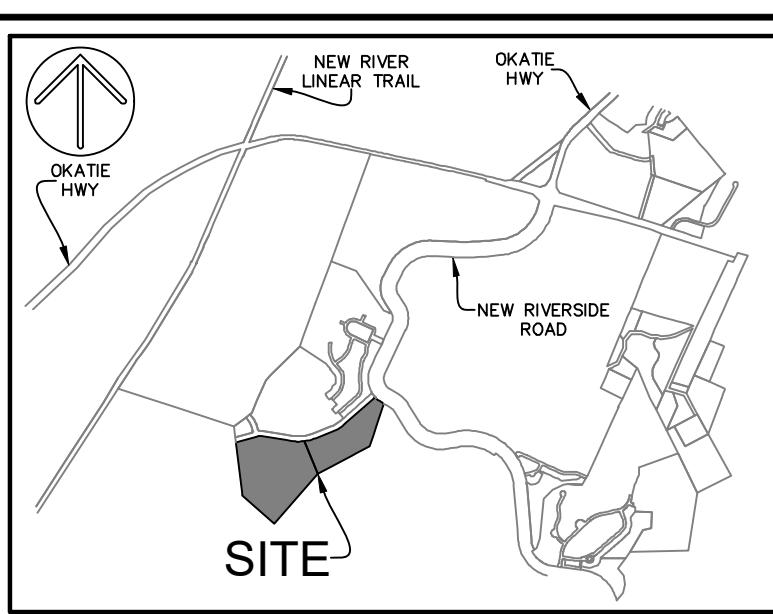 NEW RIVER
LINEAR TRAIL
OKATIE
HWY
OKATIE
HWY
NEW RIVERSIDE
ROAD
SITE